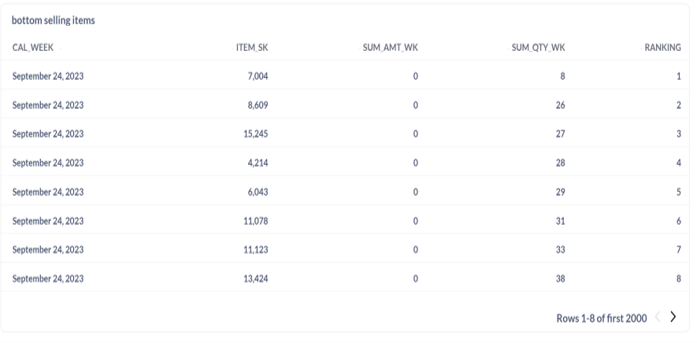 bottom selling items
CAL_WEEK ITEM_SK SUM_AMT_WK SUM_QTY_WK RANKING
September 24, 2023 7,004 0 8 1
September 24, 2023 8,609 0 26 2
September 24, 2023 15,245 0 27 3
September 24, 2023 4,214 0 28 4
September 24, 2023 6,043 0 29 5
September 24, 2023 11,078 0 31 6
September 24, 2023 11,123 0 33 7
September 24, 2023 13,424 0 38 8
Rows 1-8 of first 2000